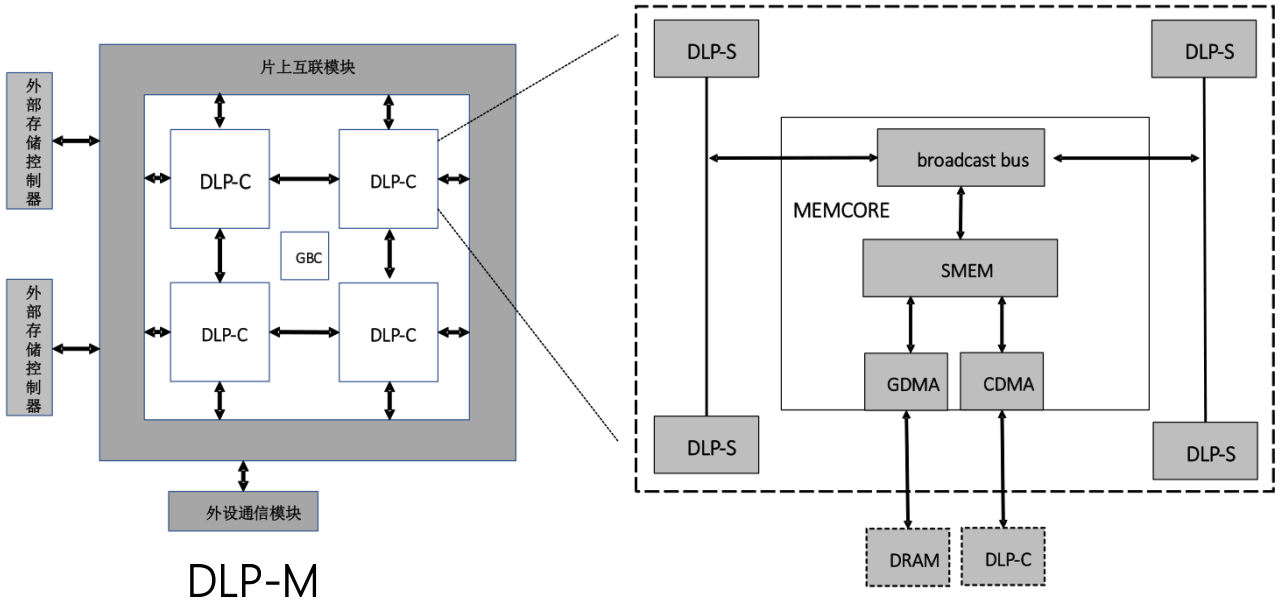 片上互联模块
外部存储控制器
外部存储控制器
DLP-C
DLP-C
GBC
DLP-C
DLP-C
外设通信模块
DLP-M
DLP-S
DLP-S
broadcast bus
MEMCORE
SMEM
GDMA
CDMA
DLP-S
DLP-S
DRAM
DLP-C